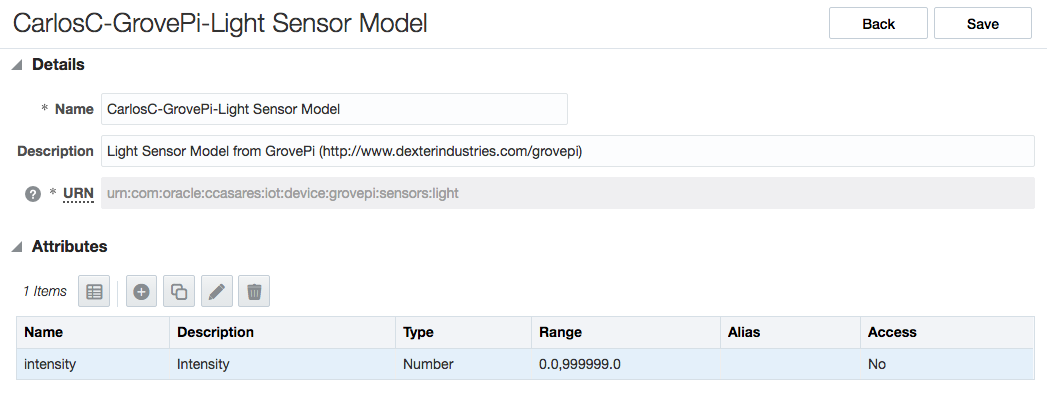 CarlosC-GrovePi-Light Sensor Model
Back
Save
Details
* Name CarlosC-GrovePi-Light Sensor Model
Description Light Sensor Model from GrovePi (http://www.dexterindustries.com/grovepi)
? * URN urn:com:oracle:ccasares:iot:device:grovepi:sensors:light
Attributes
1 Items
Name Description Type Range Alias Access
intensity Intensity Number 0.0,999999.0 No